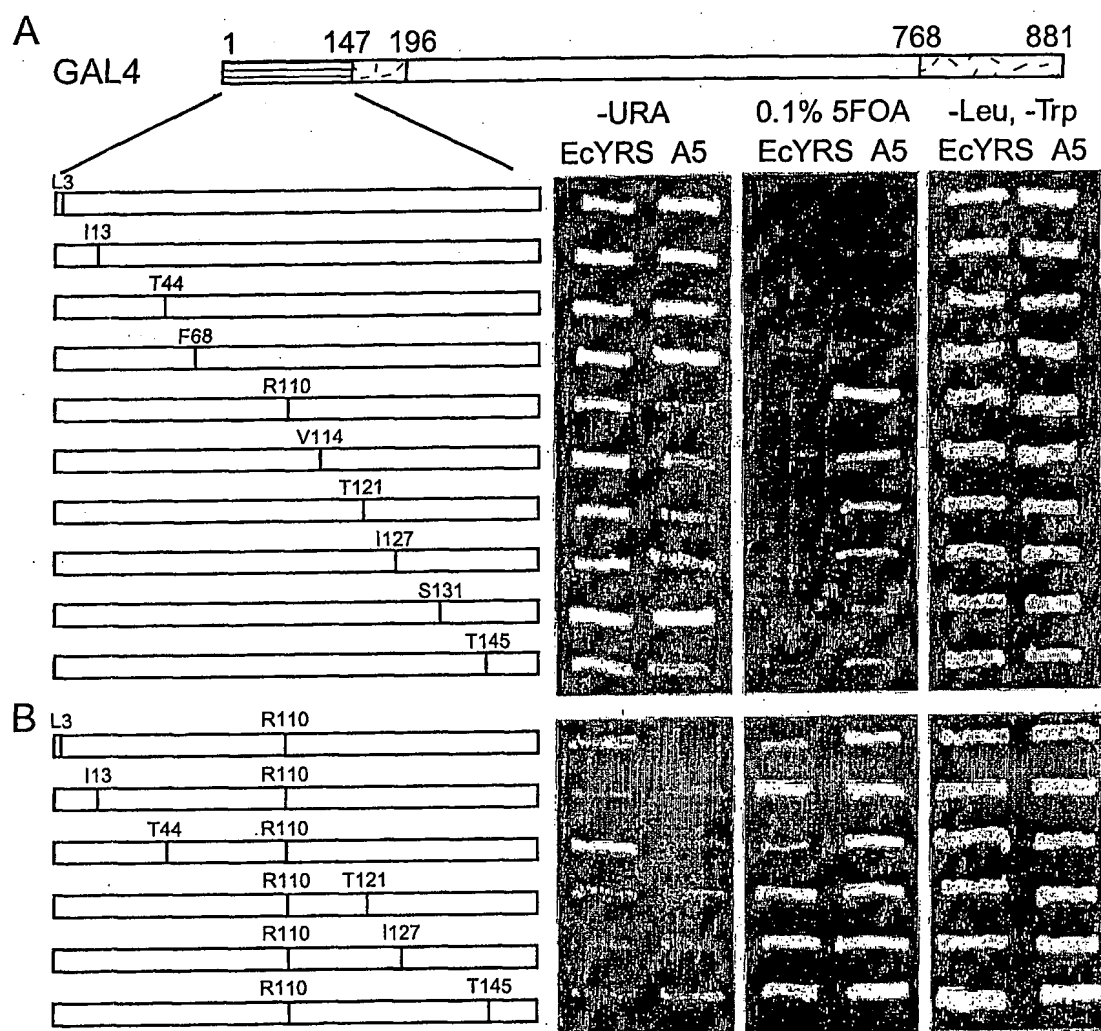 A
1 147 196 768 881
GAL4
-URA 0.1% 5FOA -Leu, -Trp
EcYRS A5 EcYRS A5 EcYRS A5
L3
I13
T44
F68
R110
V114
T121
I127
S131
T145
B
L3 R110
I13 R110
T44 R110
R110 T121
R110 I127
R110 T145